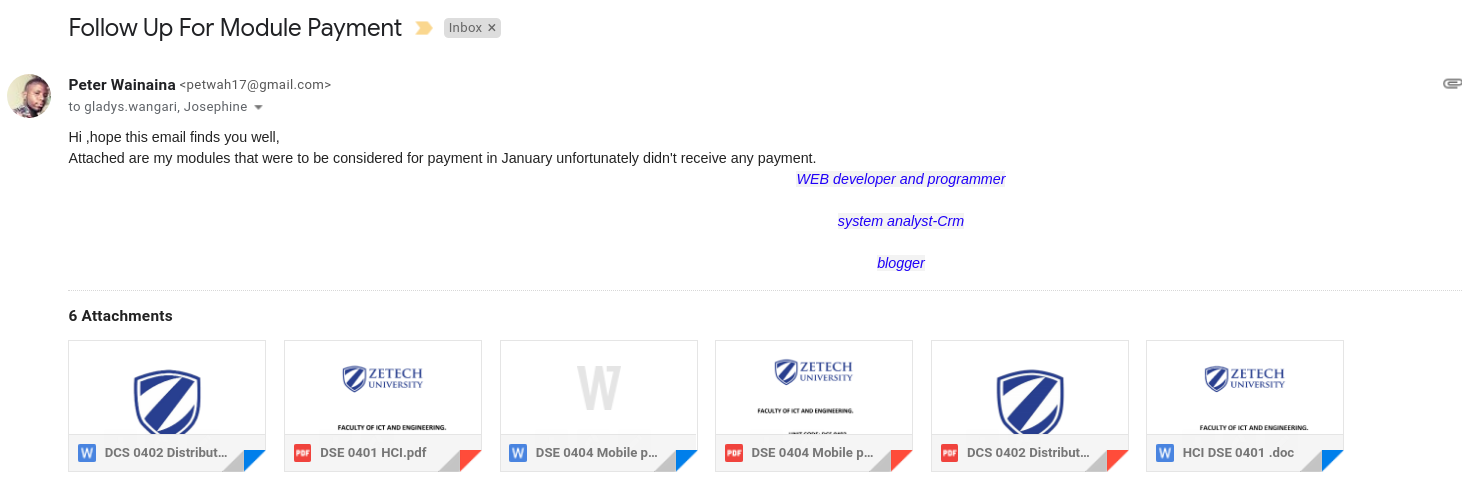 Follow Up For Module Payment Inbox ×
Peter Wainaina <petwah17@gmail.com>
to gladys.wangari, Josephine
Hi ,hope this email finds you well,
Attached are my modules that were to be considered for payment in January unfortunately didn't receive any payment.
WEB developer and programmer
system analyst-Crm
blogger
6 Attachments
ZETECH UNIVERSITY
FACULTY OF ICT AND ENGINEERING.
W
ZETECH UNIVERSITY
FACULTY OF ICT AND ENGINEERING.
ZETECH UNIVERSITY
FACULTY OF ICT AND ENGINEERING.
W DCS 0402 Distribut...
PDF DSE 0401 HCI.pdf
W DSE 0404 Mobile p...
PDF DSE 0404 Mobile p...
PDF DCS 0402 Distribut...
W HCI DSE 0401 .doc